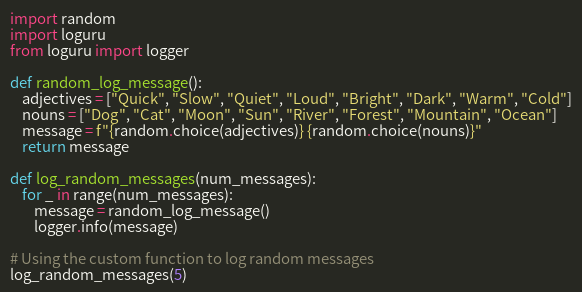 import random
import loguru
from loguru import logger

def random_log_message():
    adjectives = ["Quick", "Slow", "Quiet", "Loud", "Bright", "Dark", "Warm", "Cold"]
    nouns = ["Dog", "Cat", "Moon", "Sun", "River", "Forest", "Mountain", "Ocean"]
    message = f"{random.choice(adjectives)} {random.choice(nouns)}"
    return message

def log_random_messages(num_messages):
    for _ in range(num_messages):
        message = random_log_message()
        logger.info(message)

# Using the custom function to log random messages
log_random_messages(5)